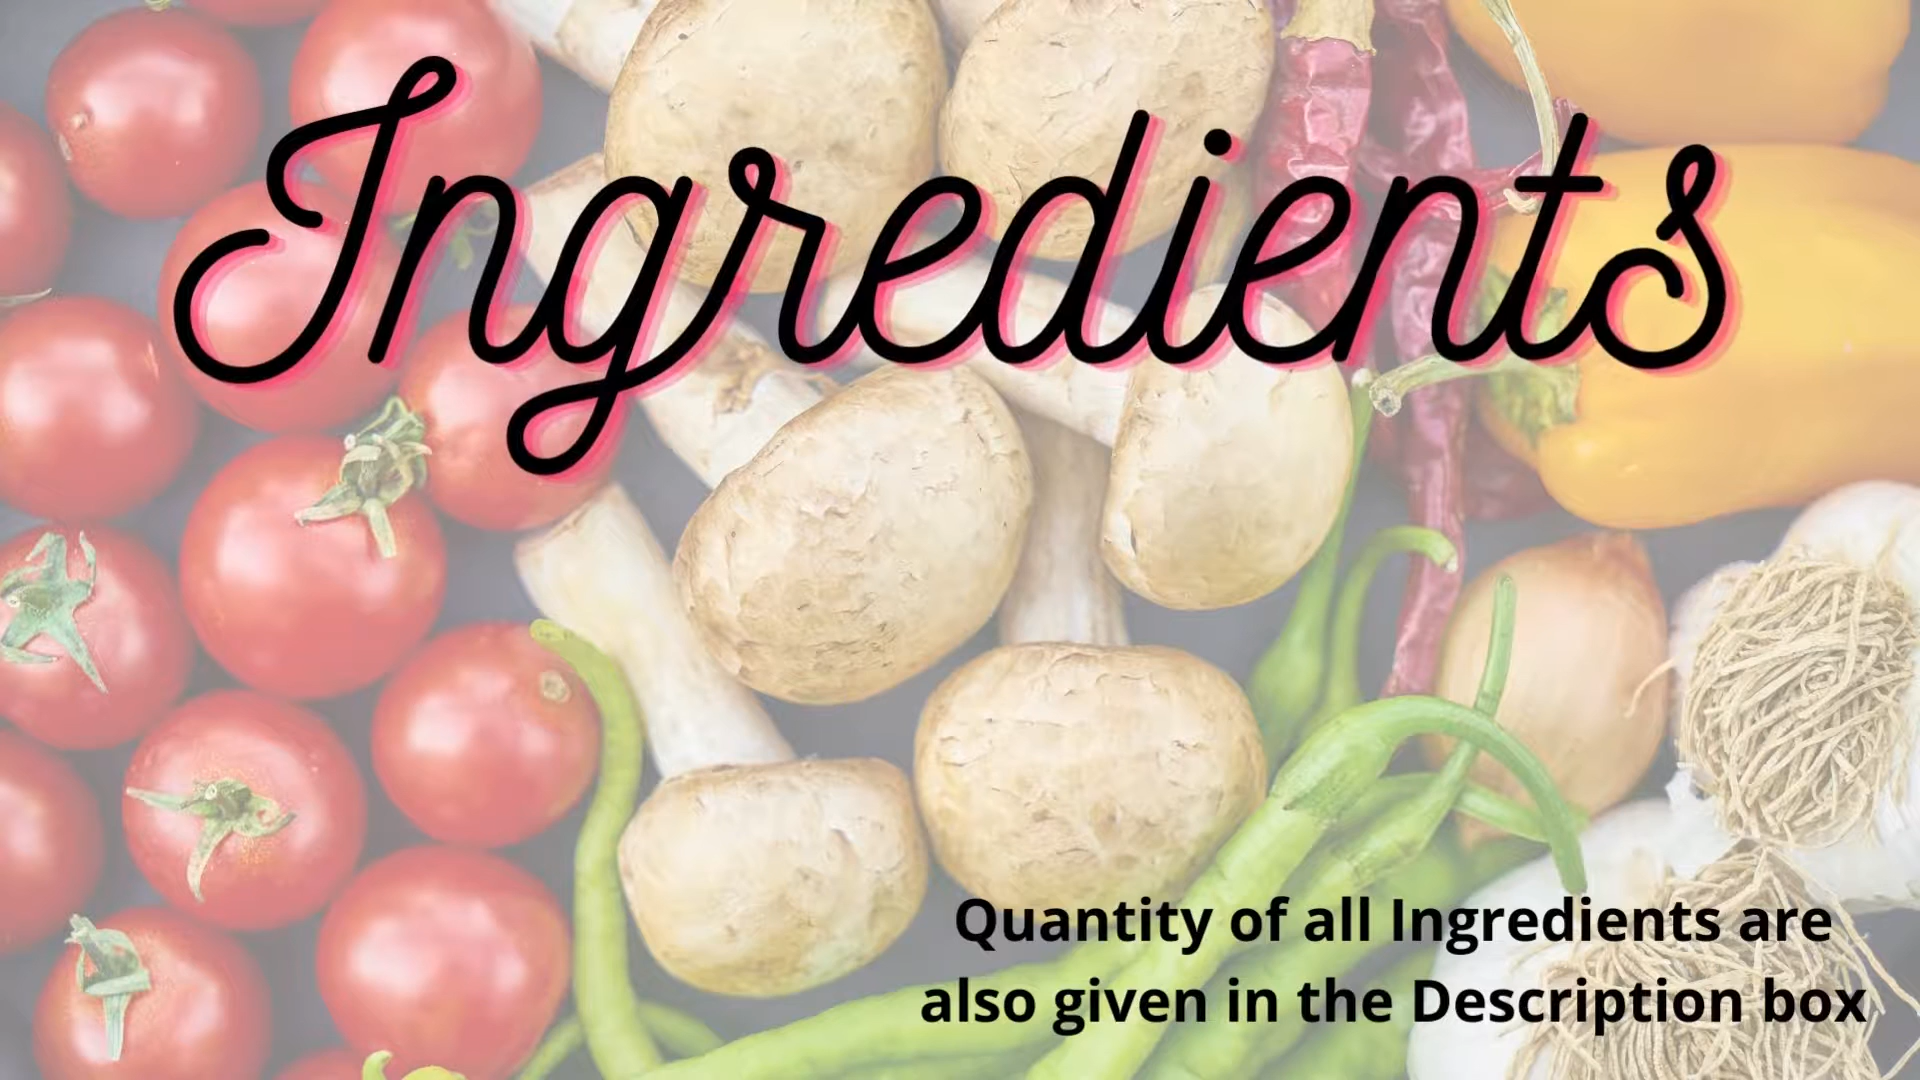 Ingredients
Quantity of all Ingredients are
also given in the Description box